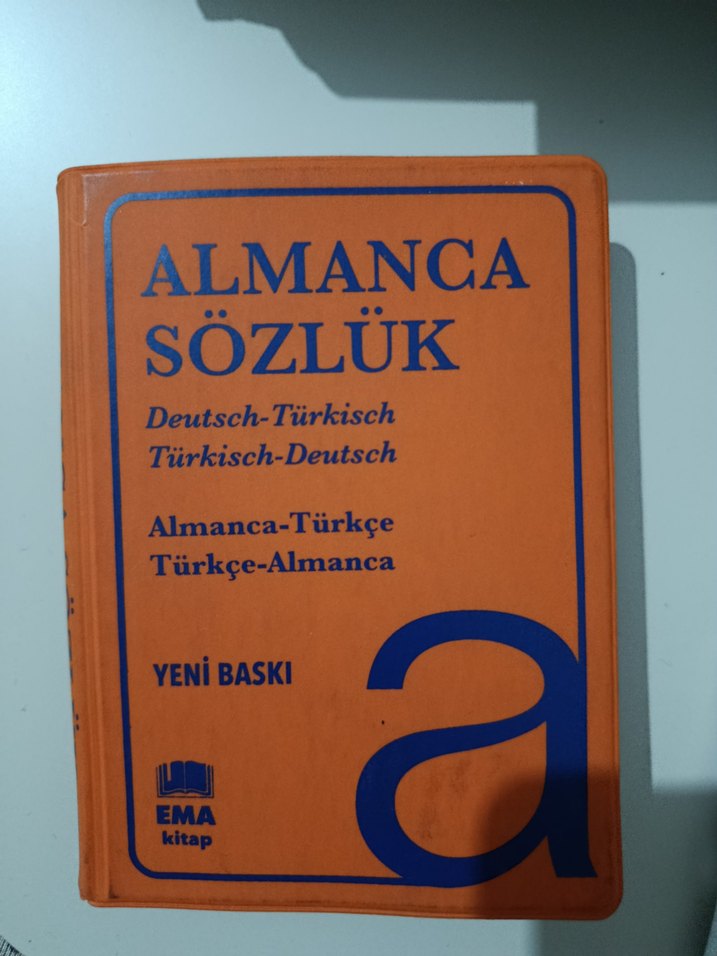 ALMANCA
SÖZLÜK
Deutsch-Türkisch
Türkisch-Deutsch
Almanca-Türkçe
Türkçe-Almanca
YENİ BASKI
a
EMA
kitap